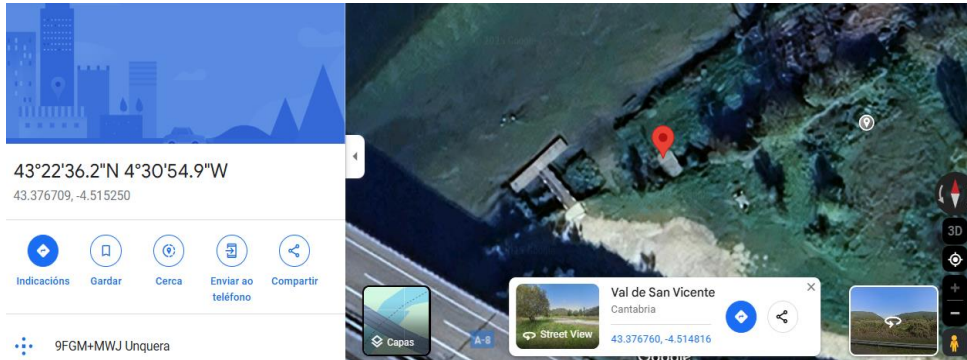 43°22'36.2"N 4°30'54.9"W
43.376709, -4.515250
Indicacións
Gardar
Cerca
Enviar ao
teléfono
Compartir
9FGM+MWJ Unquera
Capas
A-8
Street View
Val de San Vicente
Cantabria
43.376760, -4.514816
Google
3D